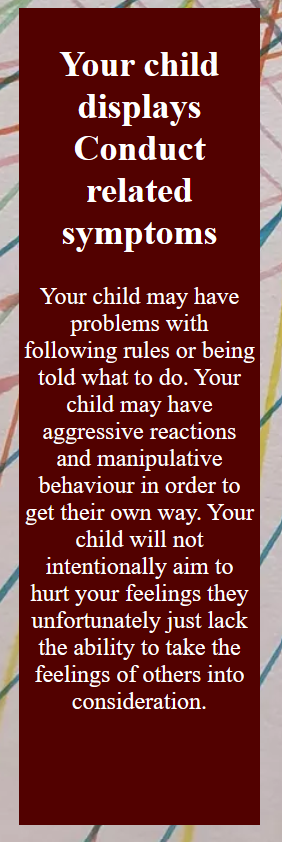 Your child
displays
Conduct
related
symptoms
Your child may have
problems with
following rules or being
told what to do. Your
child may have
aggressive reactions
and manipulative
behaviour in order to
get their own way. Your
child will not
intentionally aim to
hurt your feelings they
unfortunately just lack
the ability to take the
feelings of others into
consideration.